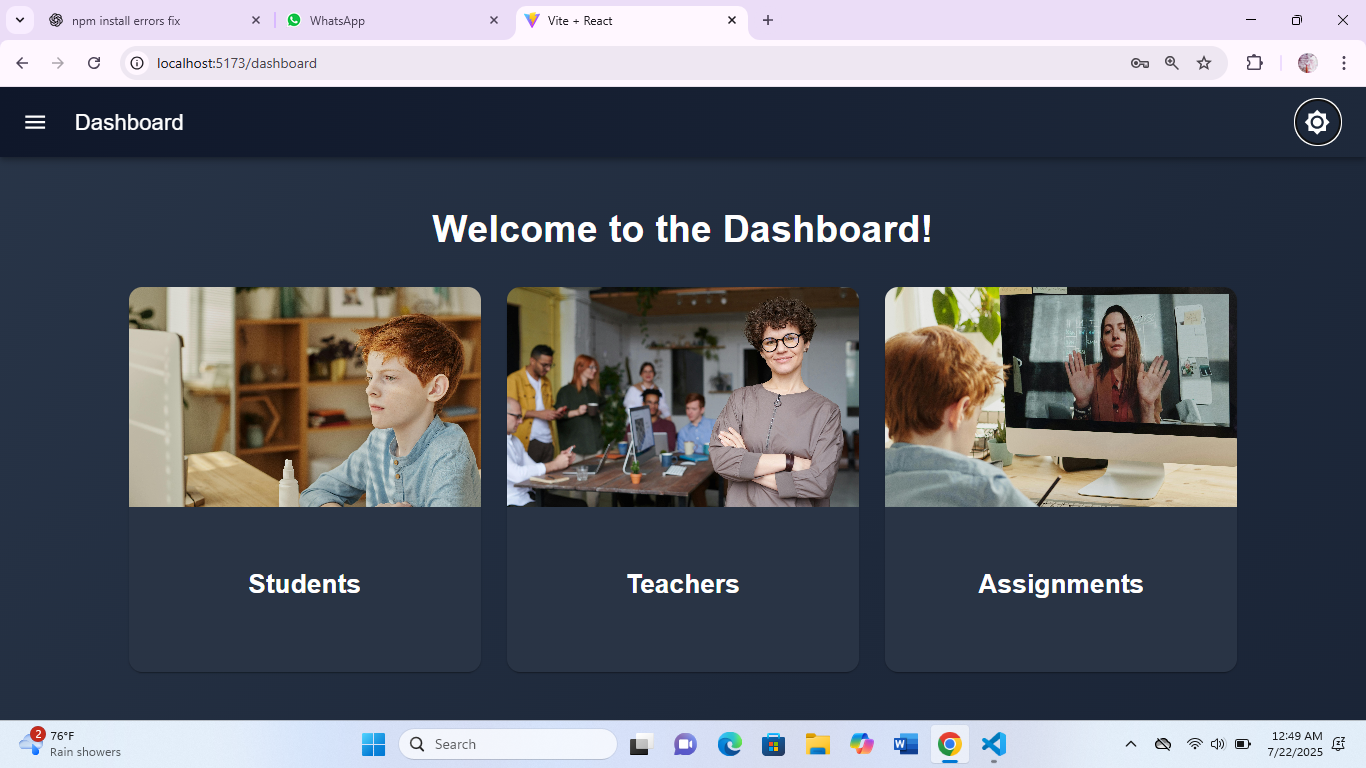 npm install errors fix
WhatsApp
Vite + React
localhost:5173/dashboard
Dashboard
Welcome to the Dashboard!
Students
Teachers
Assignments
2
76°F
Rain showers
Search
12:49 AM
7/22/2025